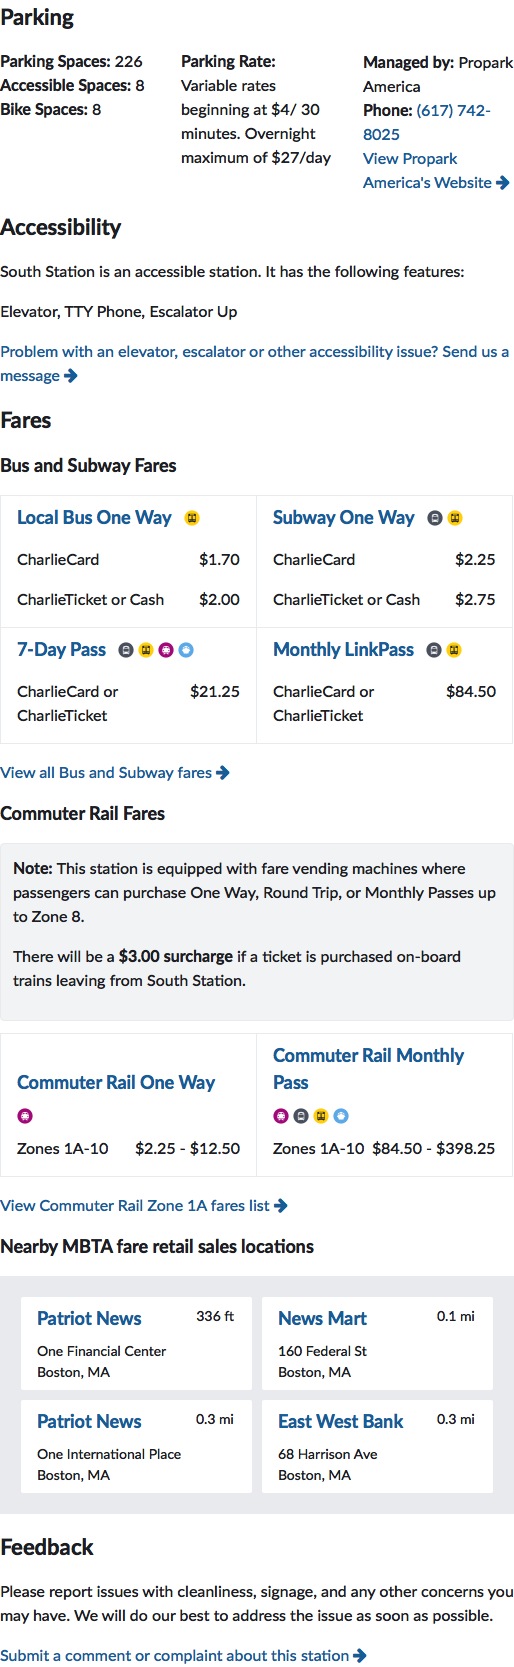 Parking
Parking Spaces: 226
Accessible Spaces: 8
Bike Spaces: 8
Parking Rate:
Variable rates
beginning at $4/ 30
minutes. Overnight
maximum of $27/day
Managed by: Propark
America
Phone: (617) 742-
8025
View Propark
America's Website
Accessibility
South Station is an accessible station. It has the following features:
Elevator, TTY Phone, Escalator Up
Problem with an elevator, escalator or other accessibility issue? Send us a
message
Fares
Bus and Subway Fares
Local Bus One Way
CharlieCard $1.70
CharlieTicket or Cash $2.00
Subway One Way
CharlieCard $2.25
CharlieTicket or Cash $2.75
7-Day Pass
CharlieCard or $21.25
CharlieTicket
Monthly LinkPass
CharlieCard or $84.50
CharlieTicket
View all Bus and Subway fares
Commuter Rail Fares
Note: This station is equipped with fare vending machines where
passengers can purchase One Way, Round Trip, or Monthly Passes up
to Zone 8.
There will be a $3.00 surcharge if a ticket is purchased on-board
trains leaving from South Station.
Commuter Rail One Way
Zones 1A-10 $2.25 - $12.50
Commuter Rail Monthly
Pass
Zones 1A-10 $84.50 - $398.25
View Commuter Rail Zone 1A fares list
Nearby MBTA fare retail sales locations
Patriot News 336 ft
One Financial Center
Boston, MA
News Mart 0.1 mi
160 Federal St
Boston, MA
Patriot News 0.3 mi
One International Place
Boston, MA
East West Bank 0.3 mi
68 Harrison Ave
Boston, MA
Feedback
Please report issues with cleanliness, signage, and any other concerns you
may have. We will do our best to address the issue as soon as possible.
Submit a comment or complaint about this station